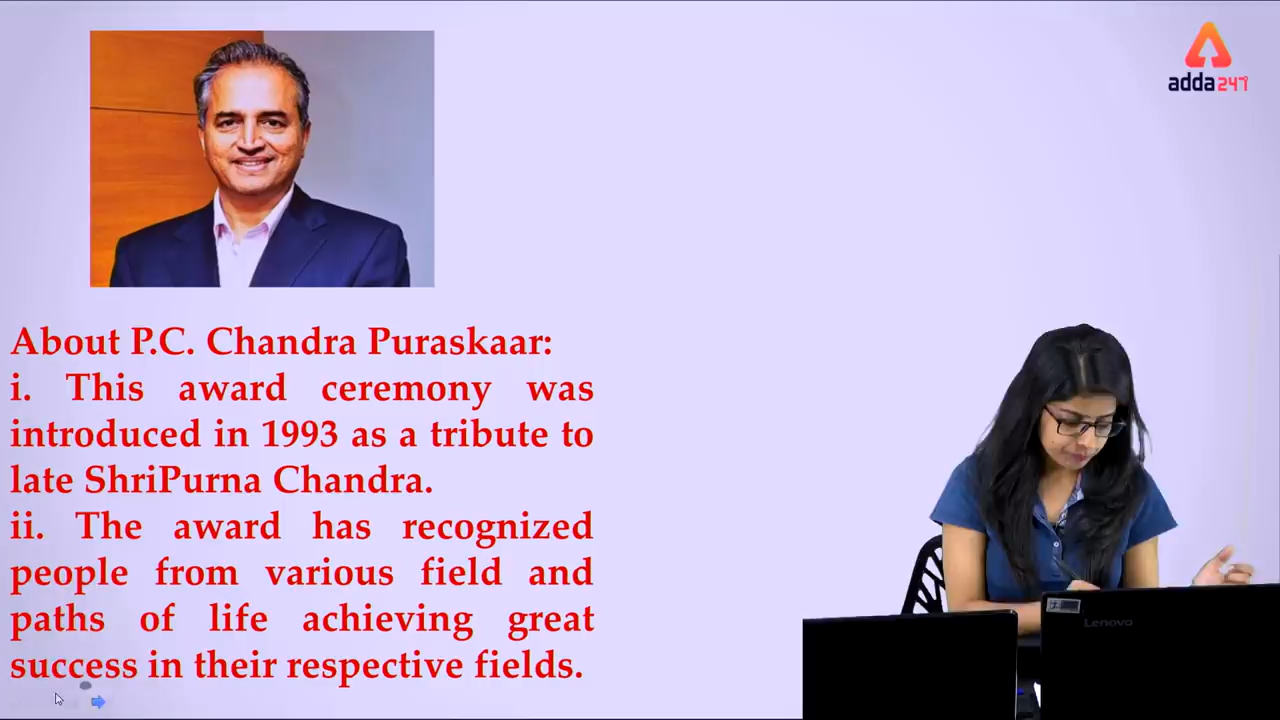 adda247
About P.C. Chandra Puraskaar:
i. This award ceremony was
introduced in 1993 as a tribute to
late ShriPurna Chandra.
ii. The award has recognized
people from various field and
paths of life achieving great
success in their respective fields.
Lenovo